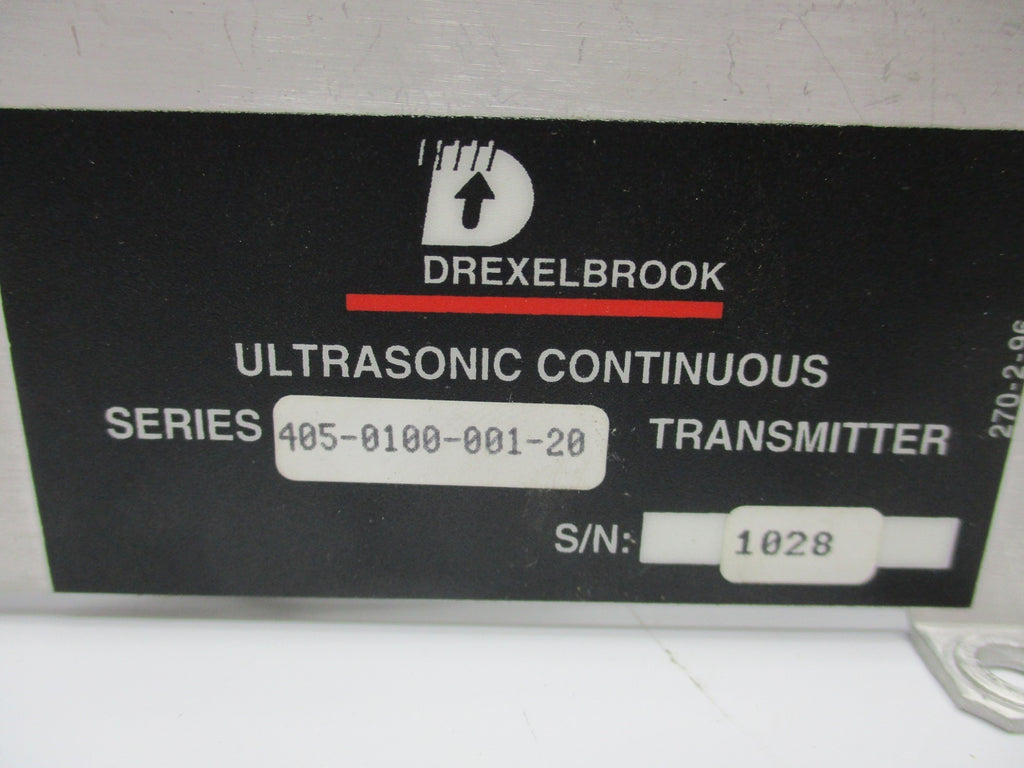 DREXELBROOK
ULTRASONIC CONTINUOUS
SERIES 405-0100-001-20 TRANSMITTER
S/N: 1028
270-2-96